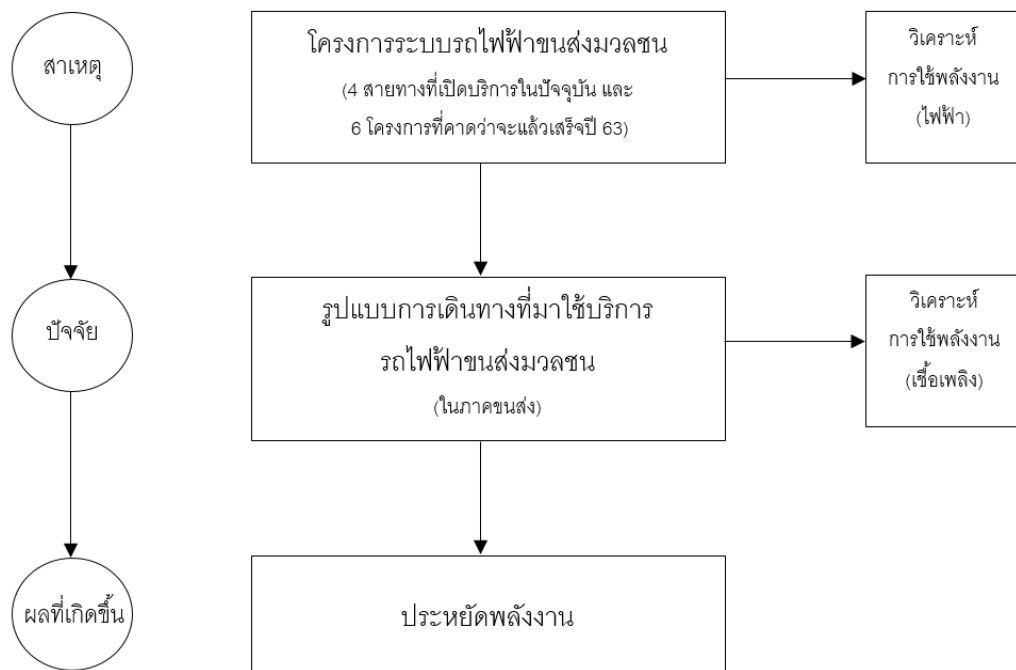 สาเหตุ
โครงการระบบรถไฟฟ้าขนส่งมวลชน
(4 สายทางที่เปิดบริการในปัจจุบัน และ
6 โครงการที่คาดว่าจะแล้วเสร็จปี 63)
วิเคราะห์
การใช้พลังงาน
(ไฟฟ้า)
ปัจจัย
รูปแบบการเดินทางที่มาใช้บริการ
รถไฟฟ้าขนส่งมวลชน
(ในภาคขนส่ง)
วิเคราะห์
การใช้พลังงาน
(เชื้อเพลิง)
ผลที่เกิดขึ้น
ประหยัดพลังงาน